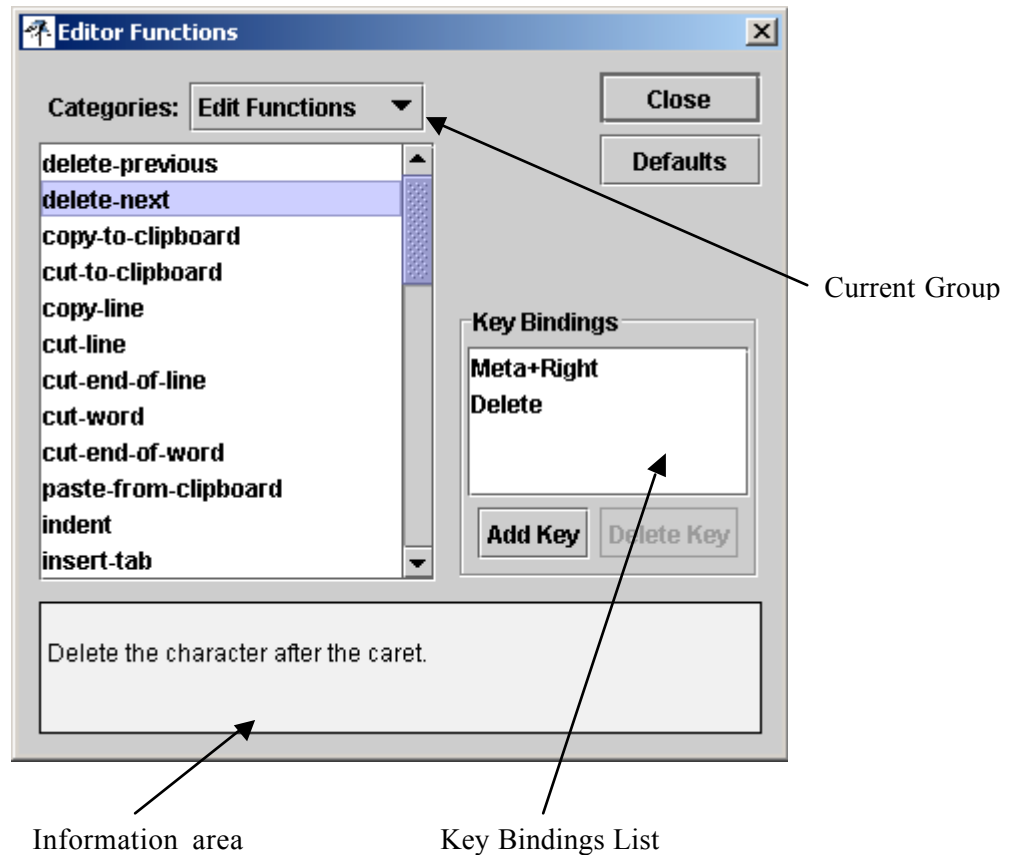 Editor Functions
Categories: Edit Functions
Close
Defaults
delete-previous
delete-next
copy-to-clipboard
cut-to-clipboard
copy-line
cut-line
cut-end-of-line
cut-word
cut-end-of-word
paste-from-clipboard
indent
insert-tab
Current Group
Key Bindings
Meta+Right
Delete
Add Key
Delete Key
Delete the character after the caret.
Information area
Key Bindings List